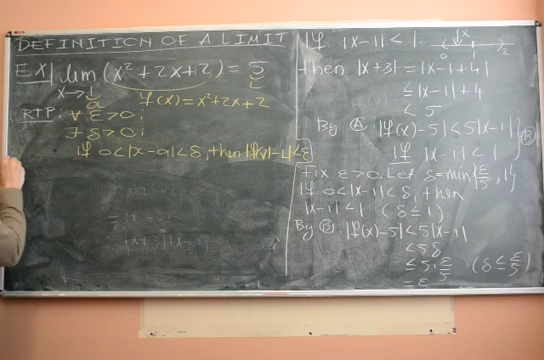 DEFINITION OF A LIMIT
EX| lim (x² + 2x + 2) = 5
x → 1
a
L
f(x) = x² + 2x + 2
RTP: ∀ ε > 0;
∃ δ > 0;
If 0 < |x - a| < δ, then |f(x) - L| < ε
If |x - 1| < 1
x
0 1 2
then |x + 3| = |x - 1 + 4|
≤ |x - 1| + 4
< 5
By Ⓐ: |f(x) - 5| < 5|x - 1|
If |x - 1| < 1 Ⓑ
Fix ε > 0. Let δ = min{ε/5, 1}
If 0 < |x - 1| < δ, then
|x - 1| < 1 (δ ≤ 1)
By Ⓑ: |f(x) - 5| < 5|x - 1|
< 5δ
≤ 5 · ε/5 (δ ≤ ε/5)
= ε